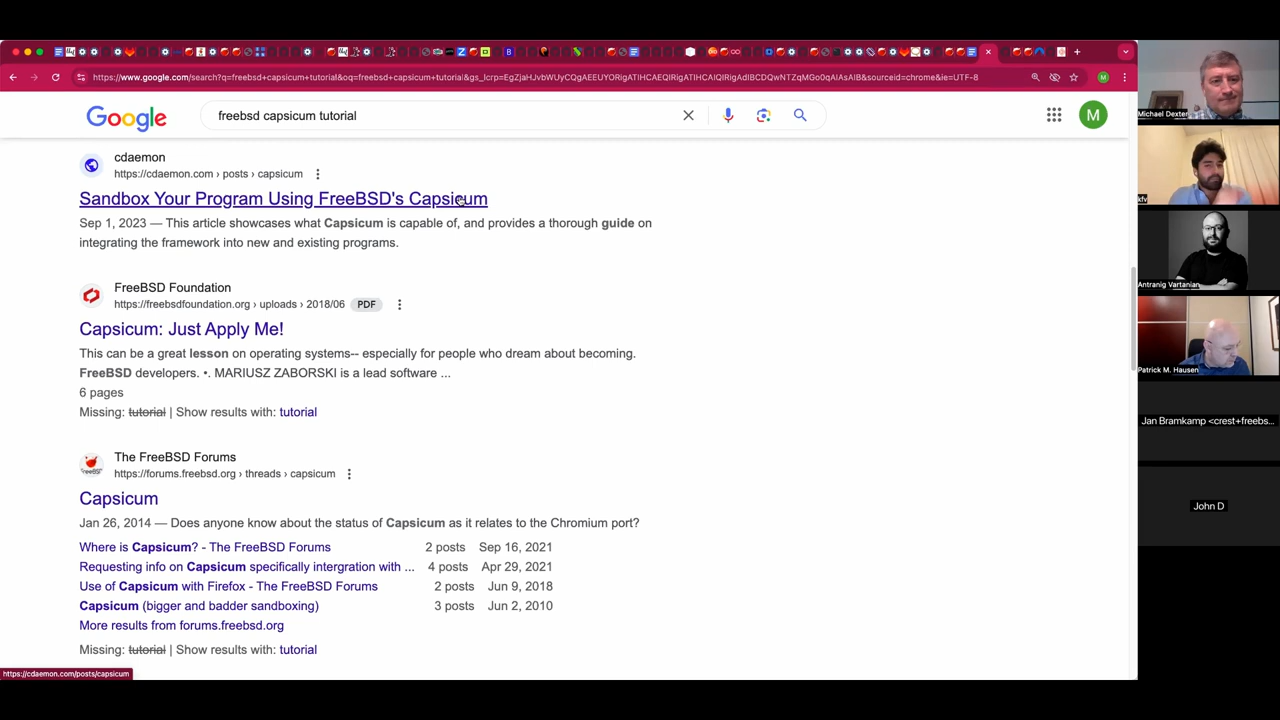 https://www.google.com/search?q=freebsd+capsicum+tutorial&oq=freebsd+capsicum+tutorial&gs_lcrp=EgZjaHJvbWUyCQgAEEUYORigATIHCAEQIRigATIHCAIQIRigAdIBCDQwNTZqMGo0qAIAsAIB&sourceid=chrome&ie=UTF-8
M
Google
freebsd capsicum tutorial
M
cdaemon
https://cdaemon.com › posts › capsicum
Sandbox Your Program Using FreeBSD's Capsicum
Sep 1, 2023 — This article showcases what Capsicum is capable of, and provides a thorough guide on
integrating the framework into new and existing programs.
FreeBSD Foundation
https://freebsdfoundation.org › uploads › 2018/06 PDF
Capsicum: Just Apply Me!
This can be a great lesson on operating systems-- especially for people who dream about becoming.
FreeBSD developers. •. MARIUSZ ZABORSKI is a lead software ...
6 pages
Missing: tutorial | Show results with: tutorial
The FreeBSD Forums
https://forums.freebsd.org › threads › capsicum
Capsicum
Jan 26, 2014 — Does anyone know about the status of Capsicum as it relates to the Chromium port?
Where is Capsicum? - The FreeBSD Forums 2 posts Sep 16, 2021
Requesting info on Capsicum specifically intergration with ... 4 posts Apr 29, 2021
Use of Capsicum with Firefox - The FreeBSD Forums 2 posts Jun 9, 2018
Capsicum (bigger and badder sandboxing) 3 posts Jun 2, 2010
More results from forums.freebsd.org
Missing: tutorial | Show results with: tutorial
https://cdaemon.com/posts/capsicum
Michael Dexter
kfv
Antranig Vartanian
Patrick M. Hausen
Jan Bramkamp <crest+freebs...
John D